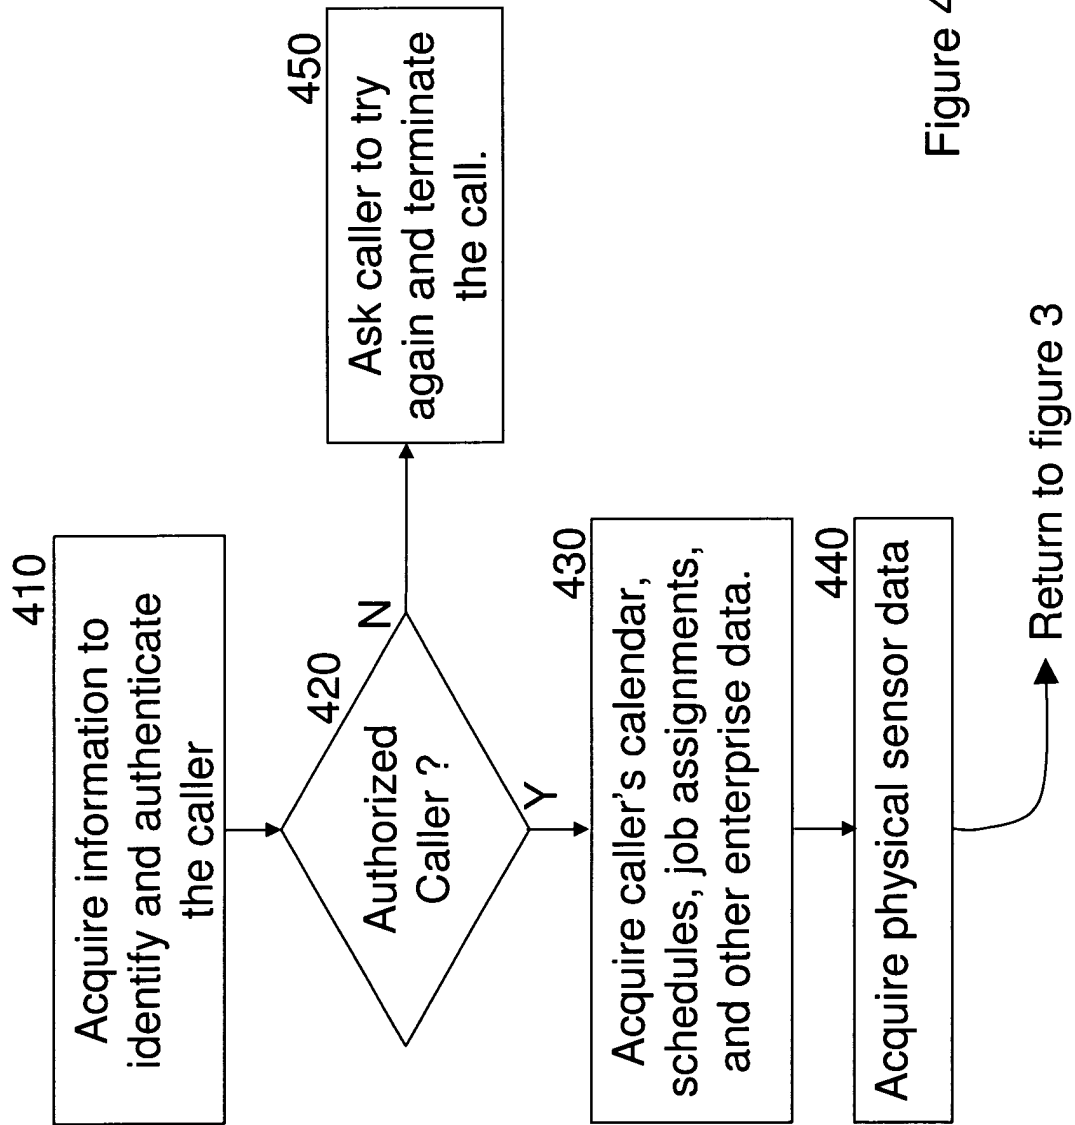 410
Acquire information to
identify and authenticate
the caller
420
Authorized
Caller ?
N
Y
450
Ask caller to try
again and terminate
the call.
430
Acquire caller's calendar,
schedules, job assignments,
and other enterprise data.
440
Acquire physical sensor data
Return to figure 3
Figure 4